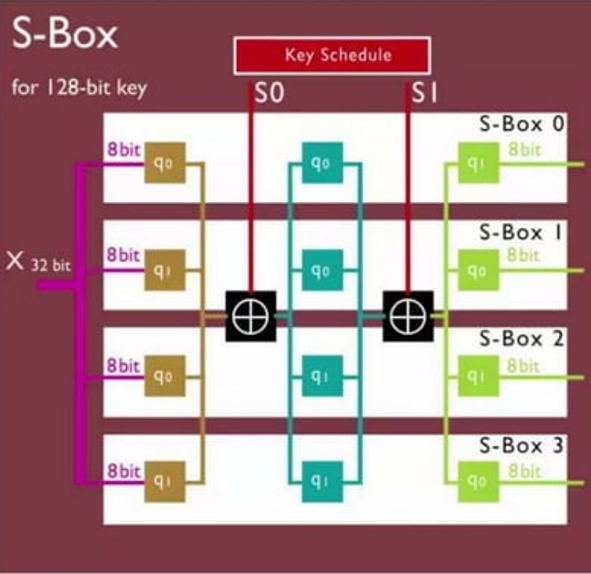 S-Box
Key Schedule
for 128-bit key
S0 S1
S-Box 0
8bit q0 q0 q1 8bit
S-Box 1
8bit q1 q0 q0 8bit
X 32 bit
S-Box 2
8bit q0 q1 q1 8bit
S-Box 3
8bit q1 q1 q0 8bit